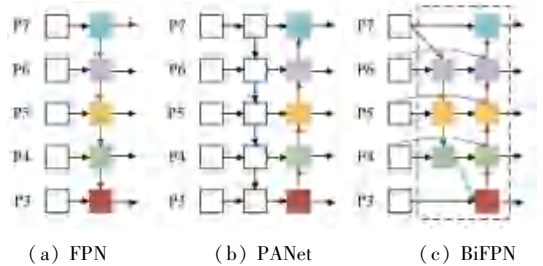 P7 P7 P7
P6 P6 P6
P5 P5 P5
P4 P4 P4
P3 P3 P3
(a) FPN (b) PANet (c) BiFPN